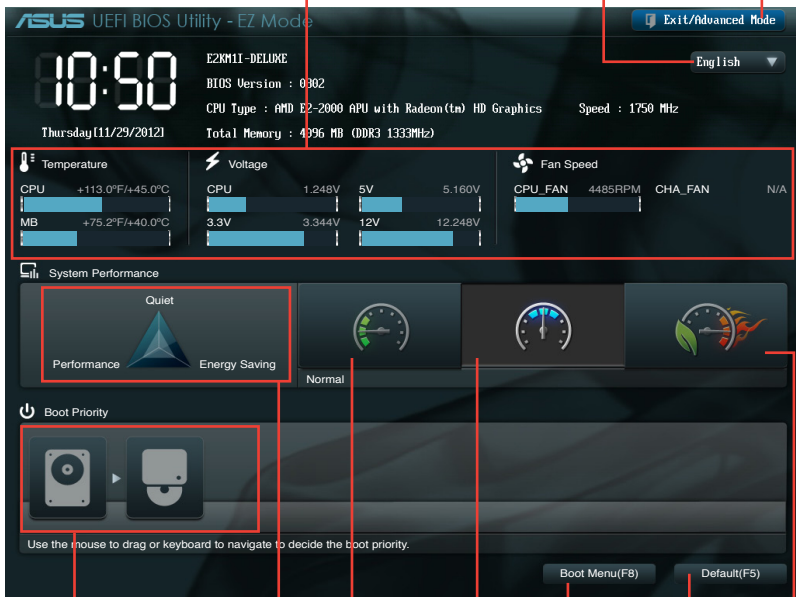 ASUS UEFI BIOS Utility - EZ Mode
Exit/Advanced Mode
English
10:50
Thursday[11/29/2012]
E2KM1I-DELUXE
BIOS Version : 0302
CPU Type : AMD E2-2000 APU with Radeon(tm) HD Graphics Speed : 1750 MHz
Total Memory : 4096 MB (DDR3 1333MHz)
Temperature
CPU +113.0ºF/+45.0ºC
MB +75.2ºF/+40.0ºC
Voltage
CPU 1.248V 5V 5.160V
3.3V 3.344V 12V 12.248V
Fan Speed
CPU_FAN 4485RPM CHA_FAN N/A
System Performance
Quiet
Performance Energy Saving
Normal
Boot Priority
Use the mouse to drag or keyboard to navigate to decide the boot priority.
Boot Menu(F8) Default(F5)